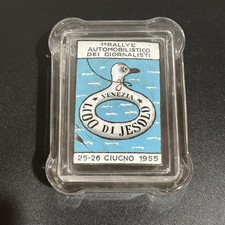 1º RALLYE
AUTOMOBILISTICO
DEI GIORNALISTI
VENEZIA
LIDO DI JESOLO
25-26 GIUGNO 1955